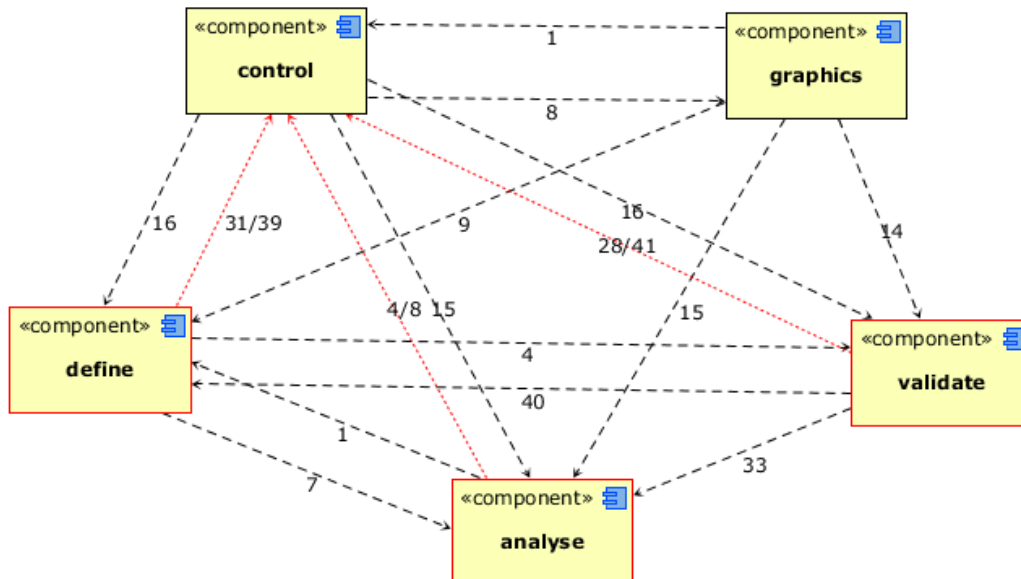 «component»
control
«component»
graphics
1
8
16
31/39
9
16
28/41
14
4/8
15
15
«component»
define
«component»
validate
4
40
1
7
33
«component»
analyse